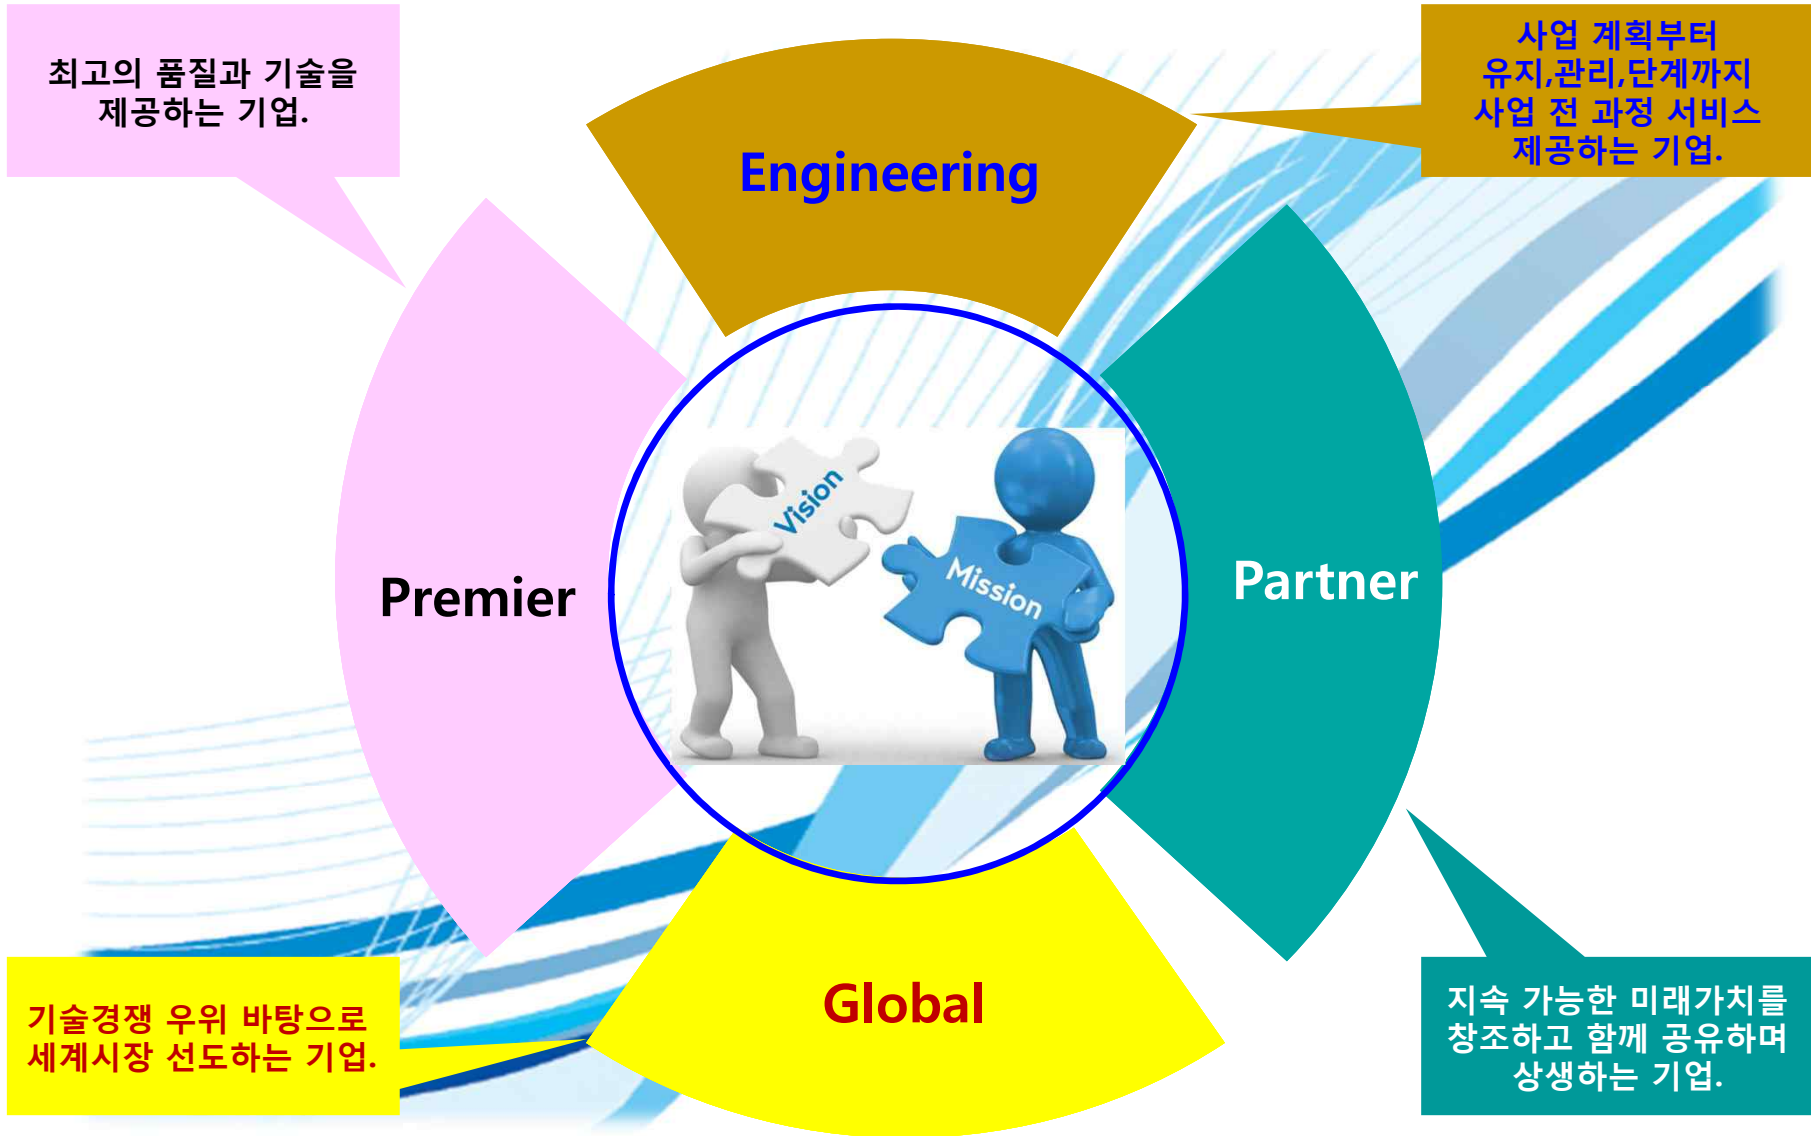 최고의 품질과 기술을
제공하는 기업.
사업 계획부터
유지,관리,단계까지
사업 전 과정 서비스
제공하는 기업.
Engineering
Vision
Mission
Premier
Partner
Global
기술경쟁 우위 바탕으로
세계시장 선도하는 기업.
지속 가능한 미래가치를
창조하고 함께 공유하며
상생하는 기업.